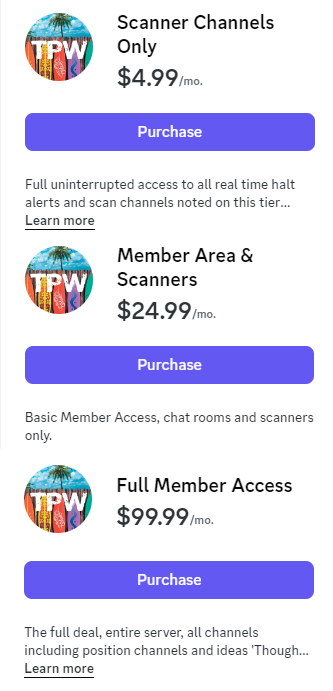 TPW
Scanner Channels
Only
$4.99/mo.
Purchase
Full uninterrupted access to all real time halt
alerts and scan channels noted on this tier...
Learn more
TPW
Member Area &
Scanners
$24.99/mo.
Purchase
Basic Member Access, chat rooms and scanners
only.
TPW
Full Member Access
$99.99/mo.
Purchase
The full deal, entire server, all channels
including position channels and ideas 'Though...
Learn more